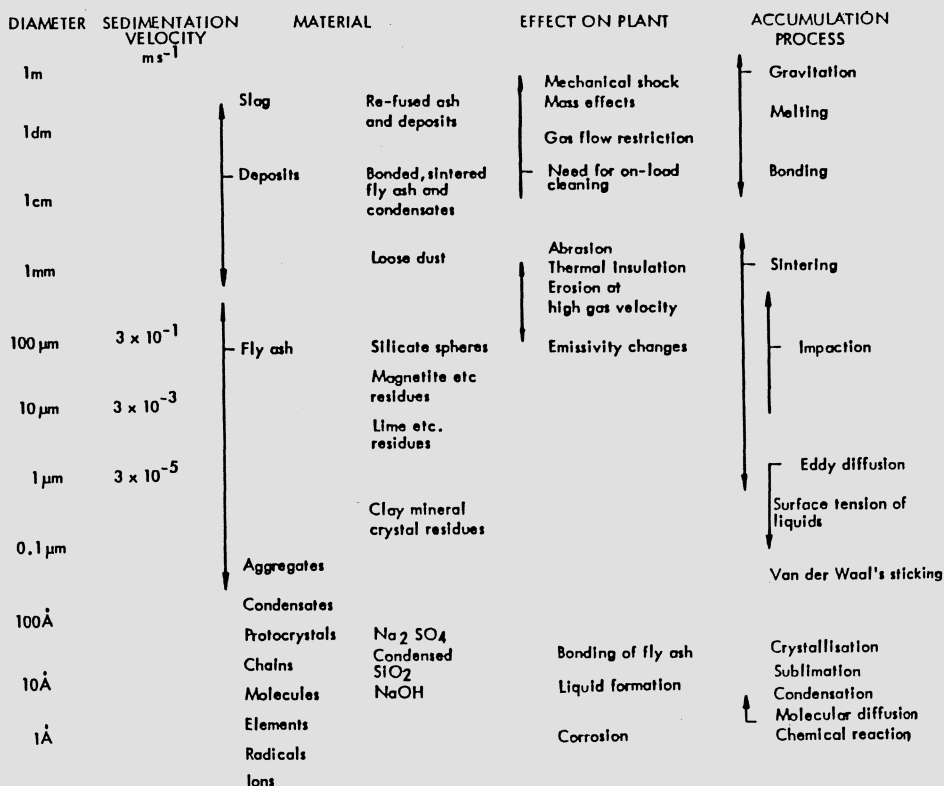 DIAMETER SEDIMENTATION VELOCITY ms⁻¹ MATERIAL EFFECT ON PLANT ACCUMULATION PROCESS
1m
1dm
1cm
1mm
100 µm
10 µm
1 µm
0.1 µm
100Å
10Å
1Å
3 x 10⁻¹
3 x 10⁻³
3 x 10⁻⁵
Slag
Deposits
Fly ash
Aggregates
Condensates
Protocrystals
Chains
Molecules
Elements
Radicals
Ions
Re-fused ash
and deposits
Bonded, sintered
fly ash and
condensates
Loose dust
Silicate spheres
Magnetite etc
residues
Lime etc.
residues
Clay mineral
crystal residues
Na₂ SO₄
Condensed
SiO₂
NaOH
Mechanical shock
Mass effects
Gas flow restriction
Need for on-load
cleaning
Abrasion
Thermal Insulation
Erosion at
high gas velocity
Emissivity changes
Bonding of fly ash
Liquid formation
Corrosion
Gravitation
Melting
Bonding
Sintering
Impaction
Eddy diffusion
Surface tension of
liquids
Van der Waal's sticking
Crystallisation
Sublimation
Condensation
Molecular diffusion
Chemical reaction